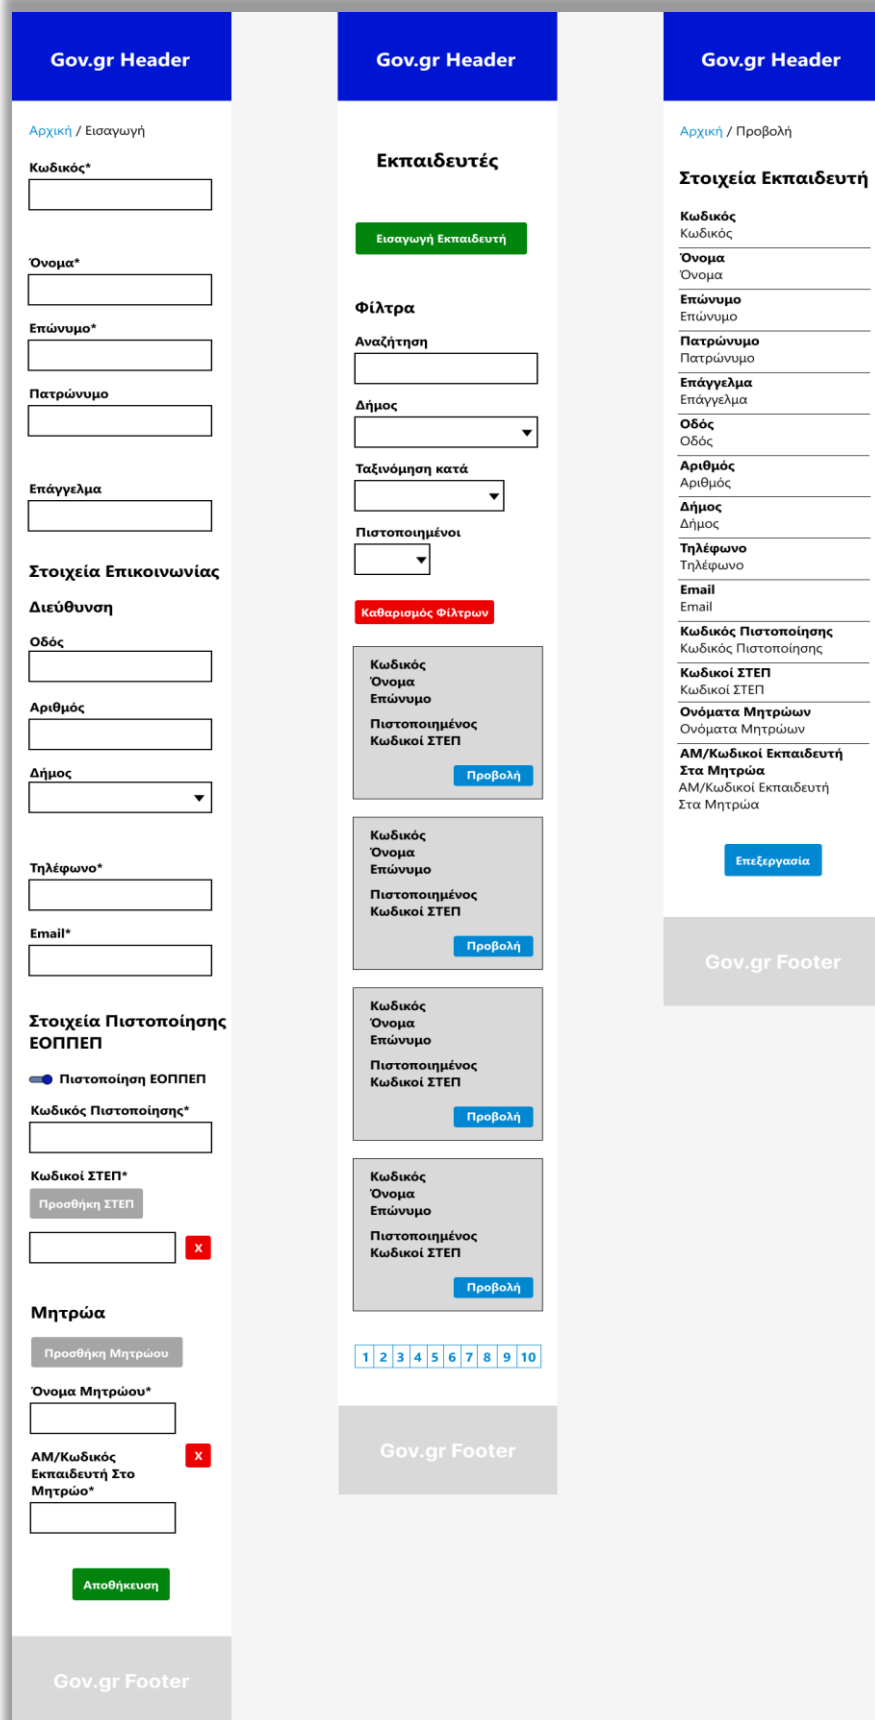 Gov.gr Header
Αρχική / Εισαγωγή
Κωδικός*
Όνομα*
Επώνυμο*
Πατρώνυμο
Επάγγελμα
Στοιχεία Επικοινωνίας
Διεύθυνση
Οδός
Αριθμός
Δήμος
Τηλέφωνο*
Email*
Στοιχεία Πιστοποίησης
ΕΟΠΠΕΠ
Πιστοποίηση ΕΟΠΠΕΠ
Κωδικός Πιστοποίησης*
Κωδικοί ΣΤΕΠ*
Προσθήκη ΣΤΕΠ
X
Μητρώα
Προσθήκη Μητρώου
Όνομα Μητρώου*
ΑΜ/Κωδικός
Εκπαιδευτή Στο
Μητρώο*
X
Αποθήκευση
Gov.gr Footer
Gov.gr Header
Εκπαιδευτές
Εισαγωγή Εκπαιδευτή
Φίλτρα
Αναζήτηση
Δήμος
Ταξινόμηση κατά
Πιστοποιημένοι
Καθαρισμός Φίλτρων
Κωδικός
Όνομα
Επώνυμο
Πιστοποιημένος
Κωδικοί ΣΤΕΠ
Προβολή
Κωδικός
Όνομα
Επώνυμο
Πιστοποιημένος
Κωδικοί ΣΤΕΠ
Προβολή
Κωδικός
Όνομα
Επώνυμο
Πιστοποιημένος
Κωδικοί ΣΤΕΠ
Προβολή
Κωδικός
Όνομα
Επώνυμο
Πιστοποιημένος
Κωδικοί ΣΤΕΠ
Προβολή
1 2 3 4 5 6 7 8 9 10
Gov.gr Footer
Gov.gr Header
Αρχική / Προβολή
Στοιχεία Εκπαιδευτή
Κωδικός
Κωδικός
Όνομα
Όνομα
Επώνυμο
Επώνυμο
Πατρώνυμο
Πατρώνυμο
Επάγγελμα
Επάγγελμα
Οδός
Οδός
Αριθμός
Αριθμός
Δήμος
Δήμος
Τηλέφωνο
Τηλέφωνο
Email
Email
Κωδικός Πιστοποίησης
Κωδικός Πιστοποίησης
Κωδικοί ΣΤΕΠ
Κωδικοί ΣΤΕΠ
Ονόματα Μητρώων
Ονόματα Μητρώων
ΑΜ/Κωδικοί Εκπαιδευτή
Στα Μητρώα
ΑΜ/Κωδικοί Εκπαιδευτή
Στα Μητρώα
Επεξεργασία
Gov.gr Footer